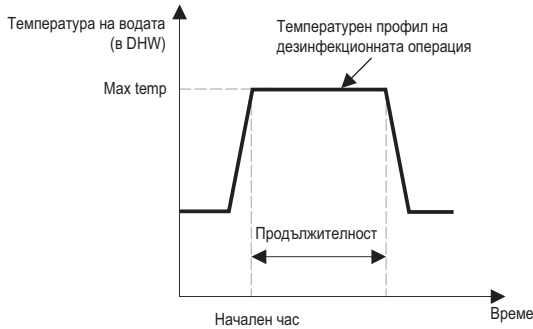 Температура на водата
(в DHW)
Температурен профил на
дезинфекционната операция
Max temp
Продължителност
Начален час
Време